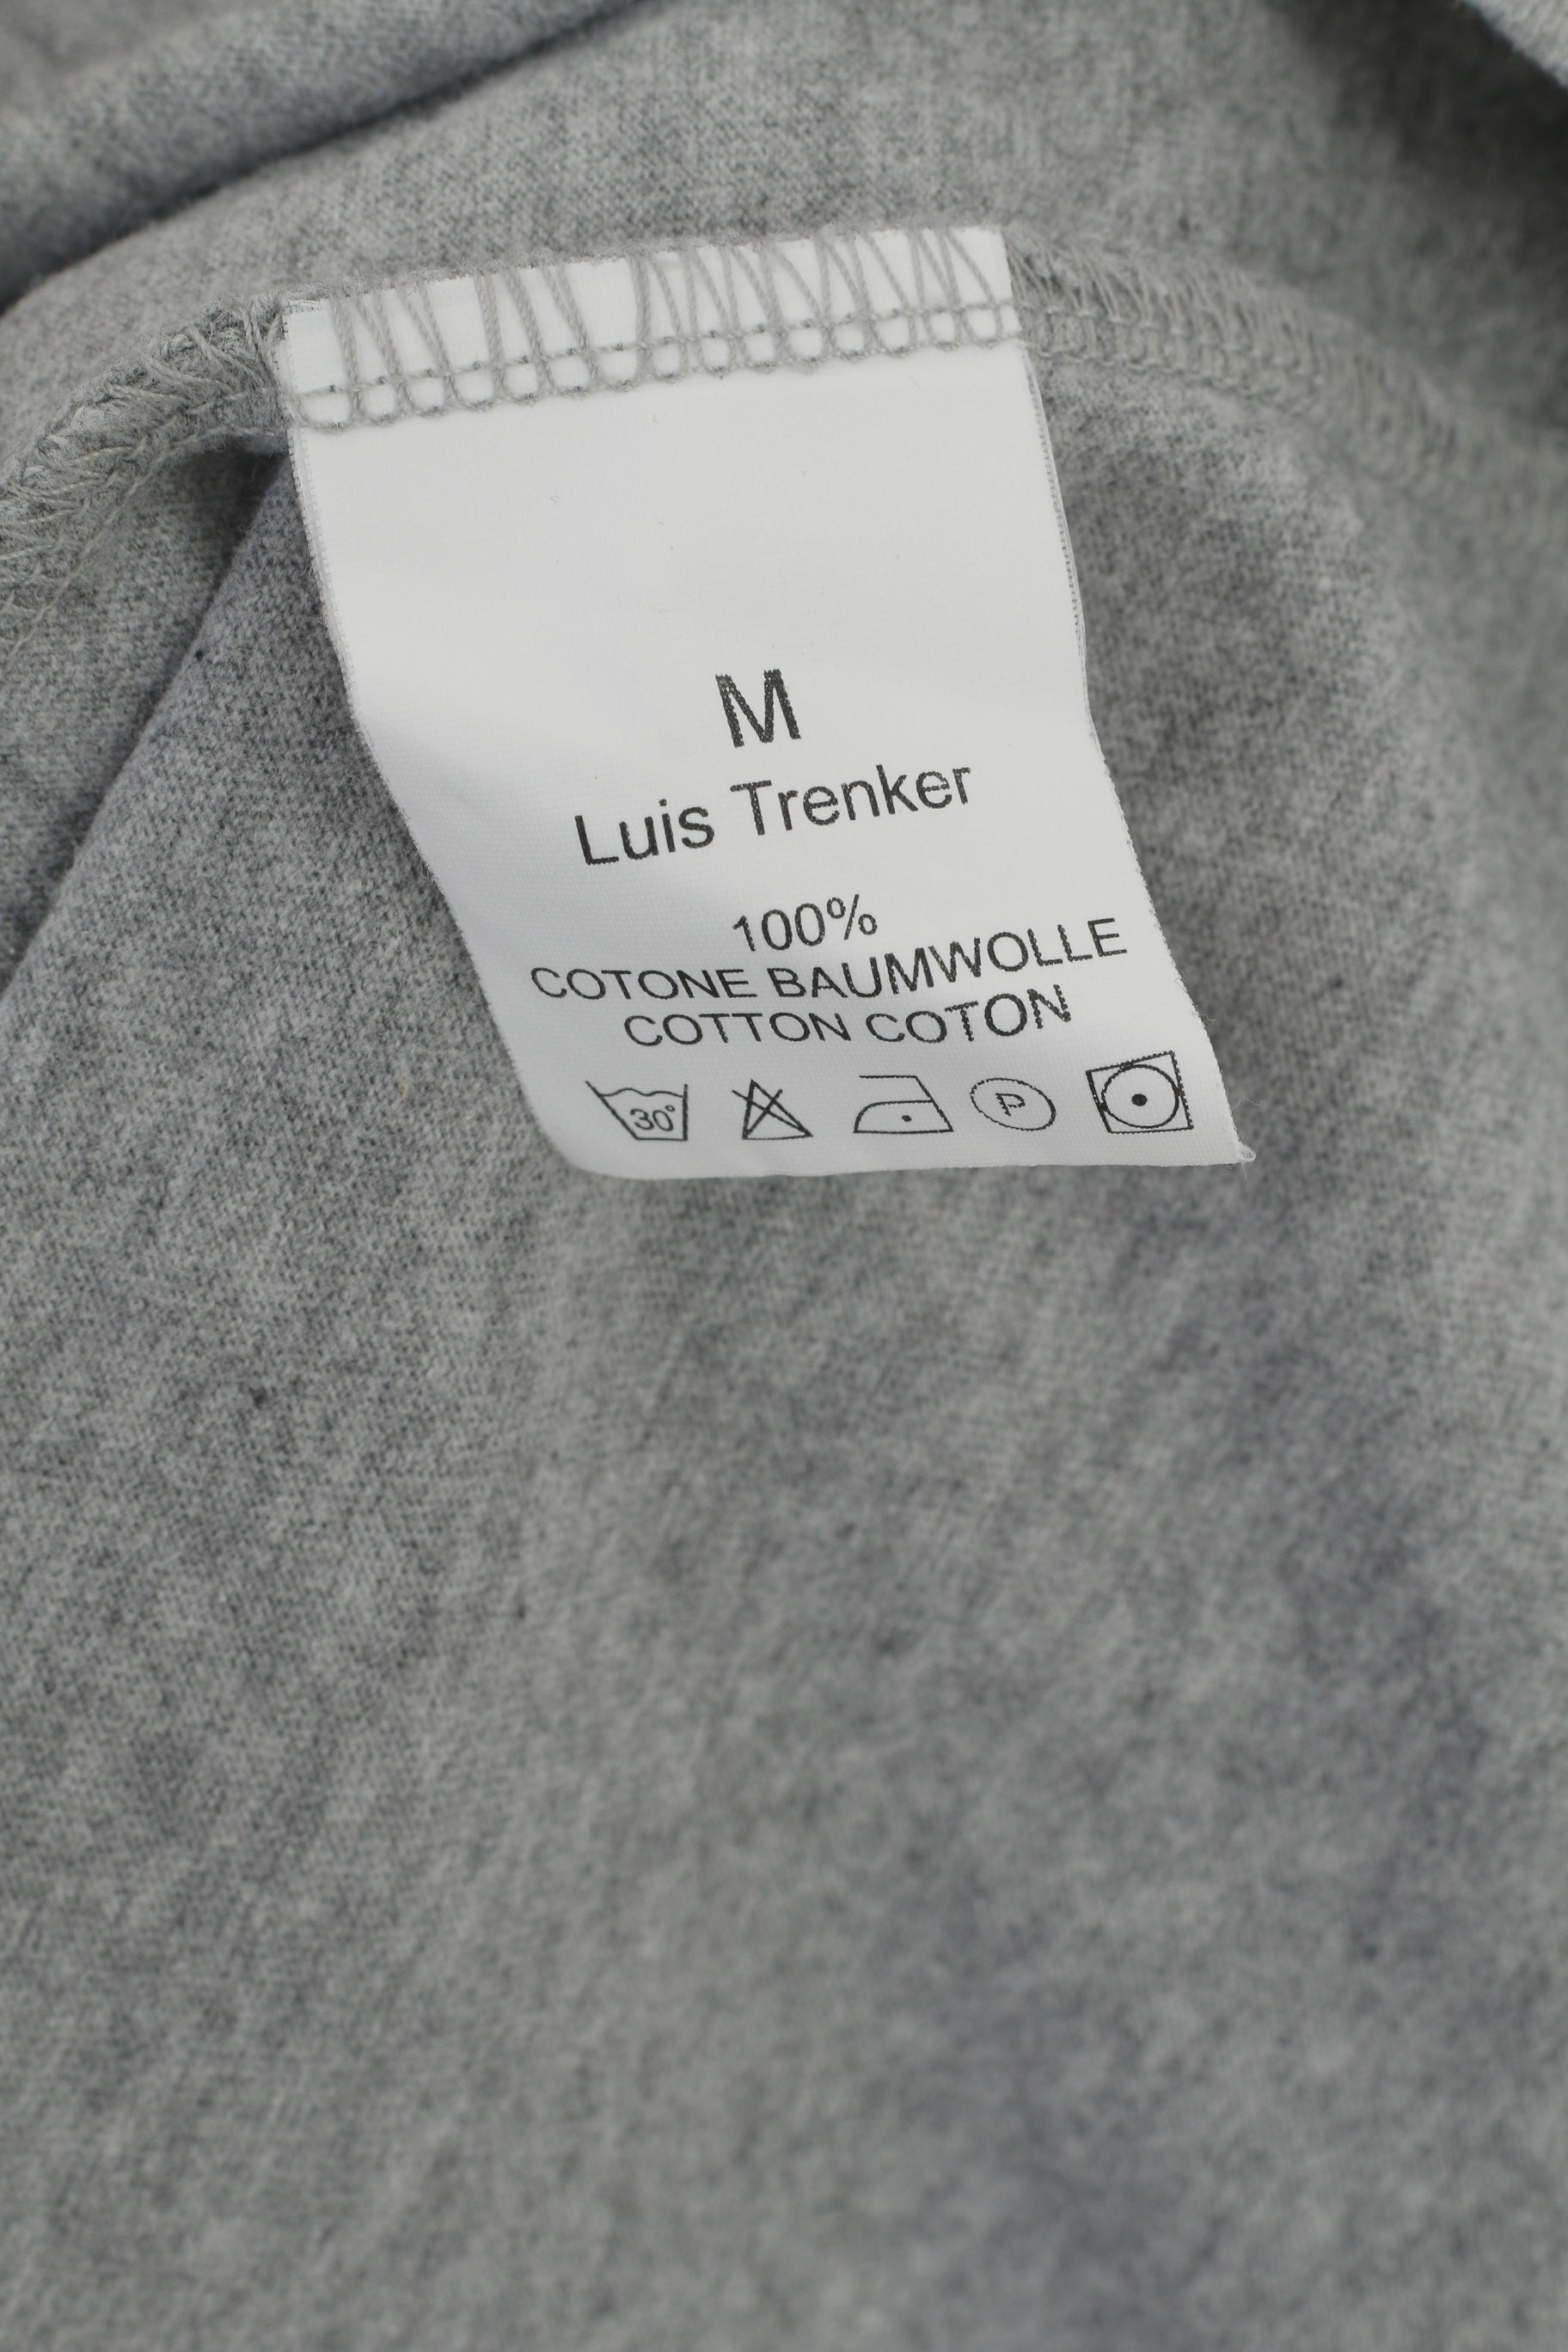 M
Luis Trenker
100%
COTONE BAUMWOLLE
COTTON COTON
30° P